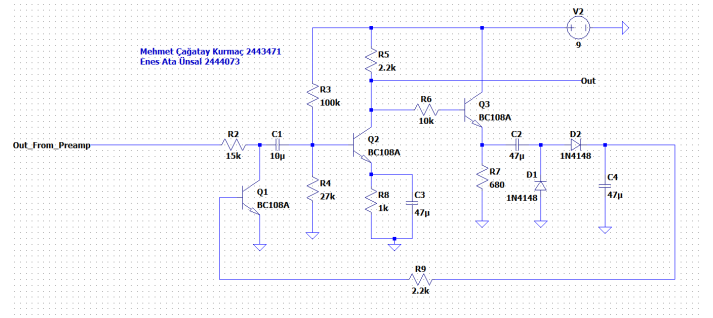 V2
9
Mehmet Çağatay Kurmaç 2443471
Enes Ata Ünsal 2444073
R5
2.2k
R3
100k
Out
R6
10k
Q3
BC108A
Out_From_Preamp
R2
15k
C1
10µ
Q2
BC108A
C2
47µ
D2
1N4148
Q1
BC108A
R4
27k
R8
1k
C3
47µ
R7
680
D1
1N4148
C4
47µ
R9
2.2k